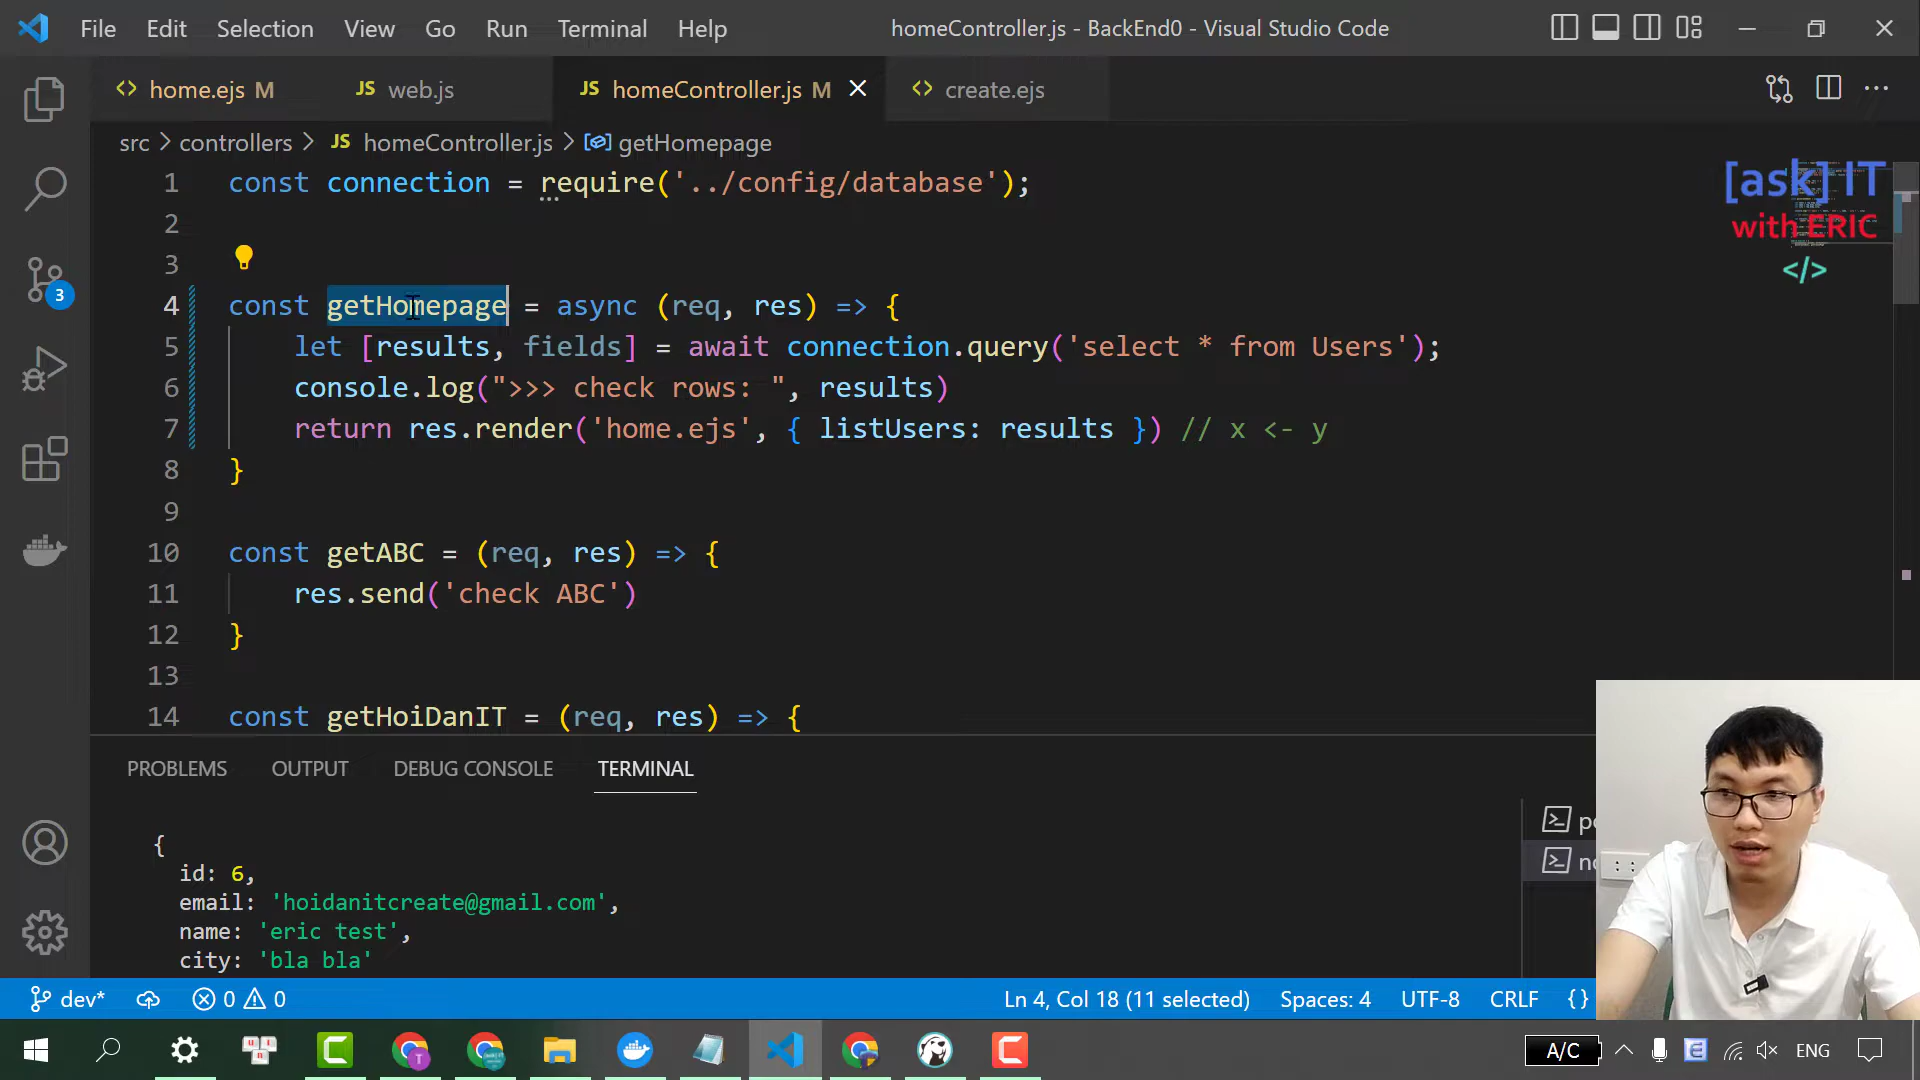 File Edit Selection View Go Run Terminal Help homeController.js - BackEnd0 - Visual Studio Code
home.ejs M JS web.js JS homeController.js M create.ejs
src controllers JS homeController.js getHomepage
1 const connection = require('../config/database');
2
3
4 const getHomepage = async (req, res) => {
5 let [results, fields] = await connection.query('select * from Users');
6 console.log(">>> check rows: ", results)
7 return res.render('home.ejs', { listUsers: results }) // x <- y
8 }
9
10 const getABC = (req, res) => {
11 res.send('check ABC')
12 }
13
14 const getHoiDanIT = (req, res) => {
[ask] IT
with ERIC
</>
3
PROBLEMS OUTPUT DEBUG CONSOLE TERMINAL
{
id: 6,
email: 'hoidanitcreate@gmail.com',
name: 'eric test',
city: 'bla bla'
dev* 0 0 Ln 4, Col 18 (11 selected) Spaces: 4 UTF-8 CRLF {}
A/C ENG